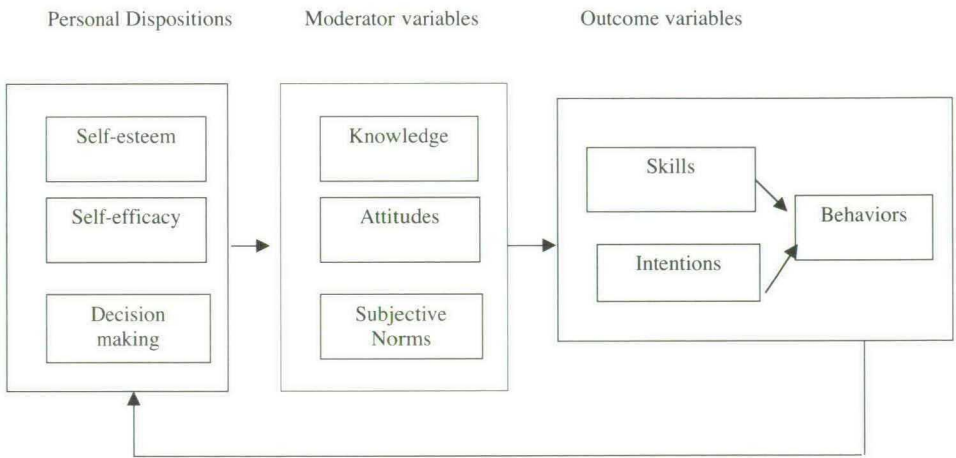 Personal Dispositions
Moderator variables
Outcome variables
Self-esteem
Self-efficacy
Decision
making
Knowledge
Attitudes
Subjective
Norms
Skills
Intentions
Behaviors